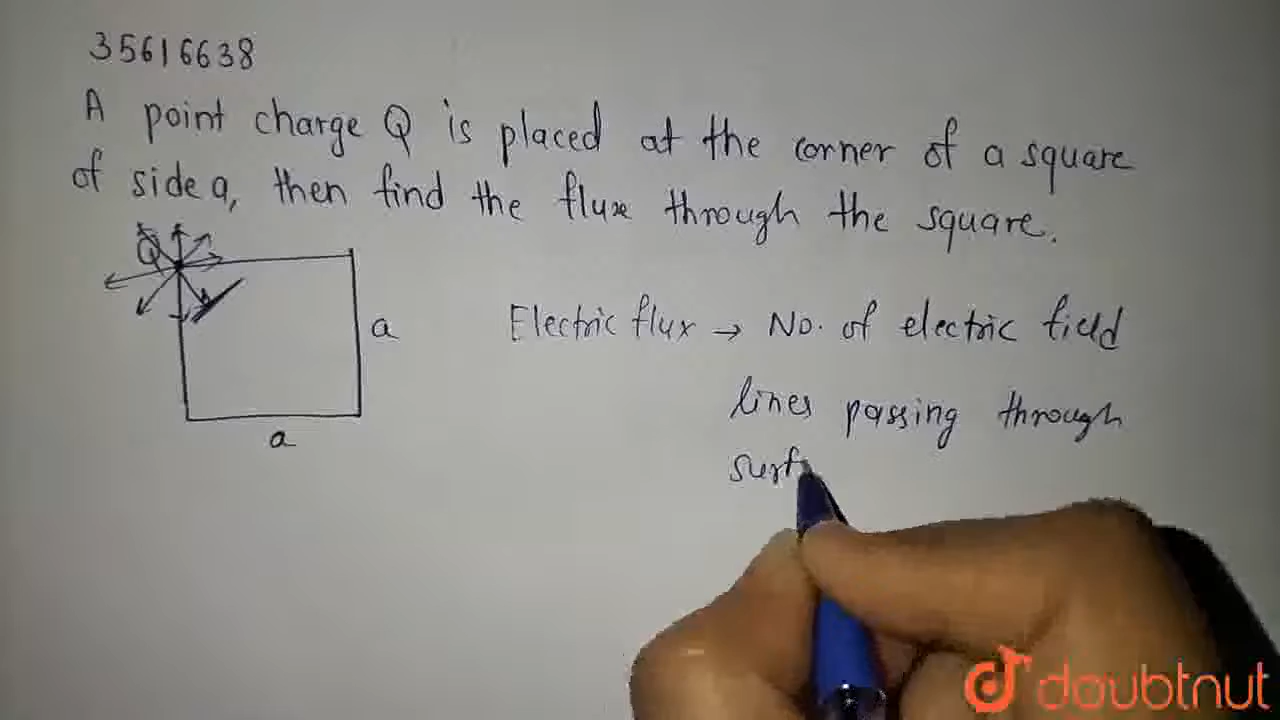 35616638
A point charge Q is placed at the corner of a square
of side a, then find the flux through the square.
Q
a
a
Electric flux → No. of electric field
lines passing through
surf
doubtnut